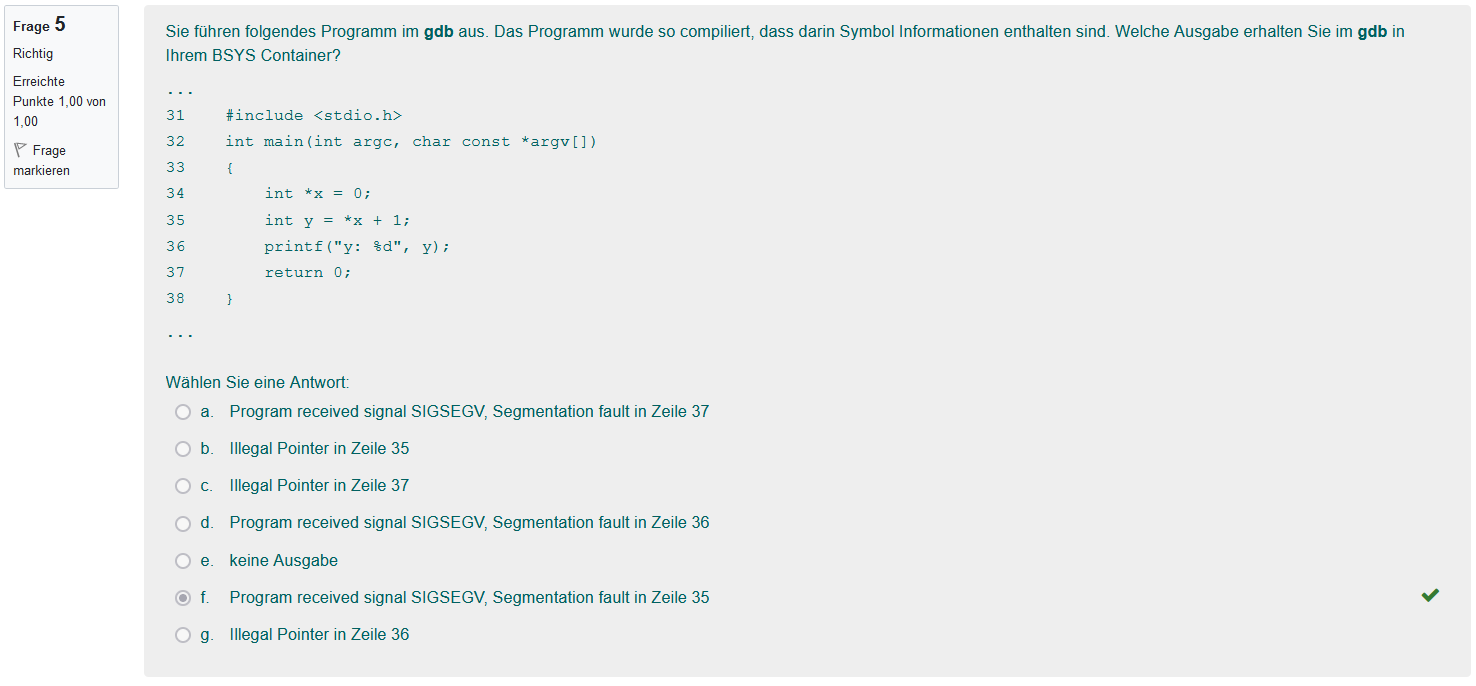 Frage 5
Richtig
Erreichte
Punkte 1,00 von
1,00
Frage
markieren
Sie führen folgendes Programm im gdb aus. Das Programm wurde so compiliert, dass darin Symbol Informationen enthalten sind. Welche Ausgabe erhalten Sie im gdb in
Ihrem BSYS Container?
...
31 #include <stdio.h>
32 int main(int argc, char const *argv[])
33 {
34 int *x = 0;
35 int y = *x + 1;
36 printf("y: %d", y);
37 return 0;
38 }
...
Wählen Sie eine Antwort:
a. Program received signal SIGSEGV, Segmentation fault in Zeile 37
b. Illegal Pointer in Zeile 35
c. Illegal Pointer in Zeile 37
d. Program received signal SIGSEGV, Segmentation fault in Zeile 36
e. keine Ausgabe
f. Program received signal SIGSEGV, Segmentation fault in Zeile 35
g. Illegal Pointer in Zeile 36